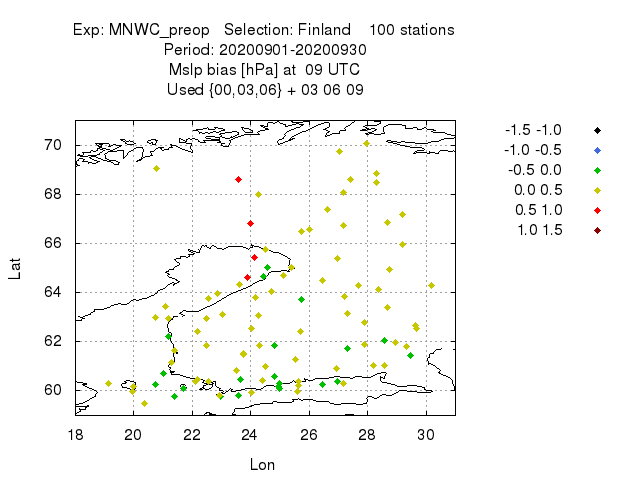 Exp: MNWC_preop   Selection: Finland    100 stations
Period: 20200901-20200930
Mslp bias [hPa] at  09 UTC
Used {00,03,06} + 03 06 09
-1.5 -1.0
-1.0 -0.5
-0.5 0.0
0.0 0.5
0.5 1.0
1.0 1.5
70
68
66
64
62
60
Lat
18 20 22 24 26 28 30
Lon